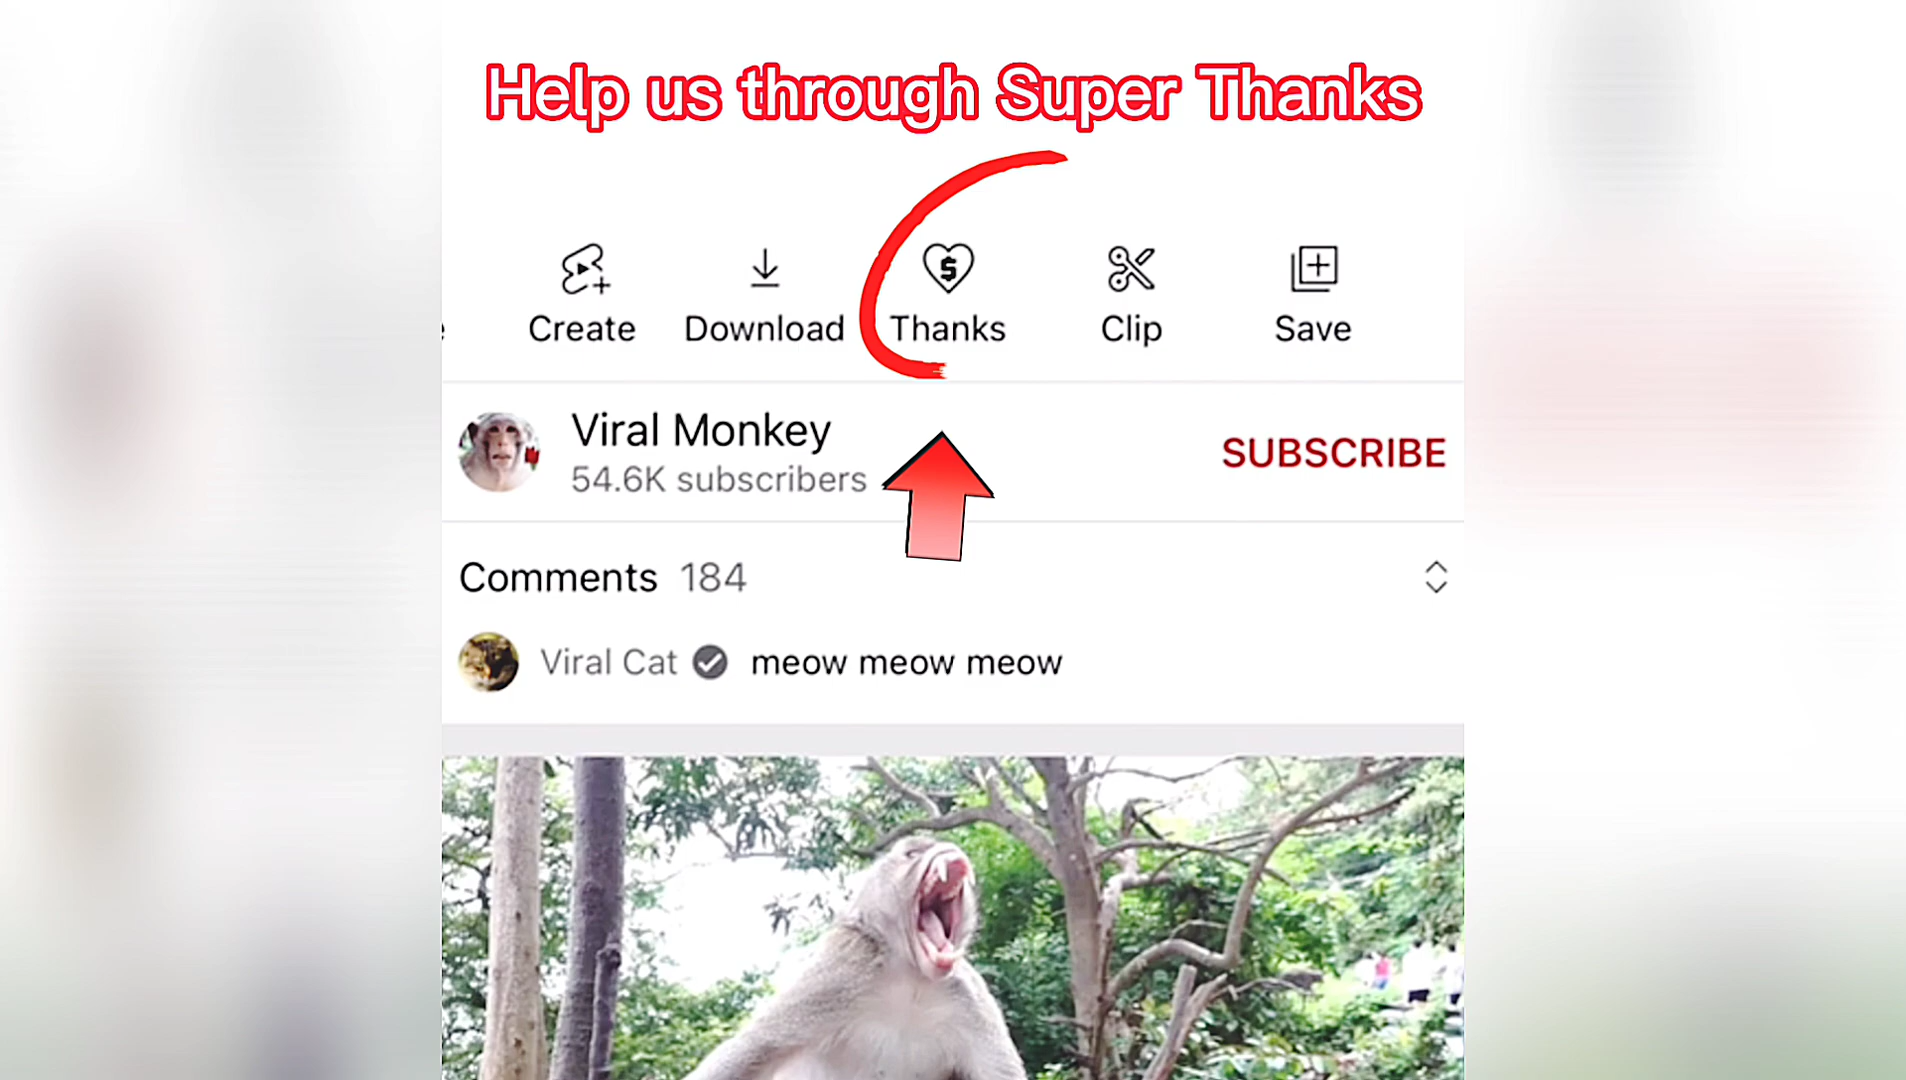 Help us through Super Thanks
Create Download Thanks Clip Save
Viral Monkey
54.6K subscribers
SUBSCRIBE
Comments 184
Viral Cat meow meow meow